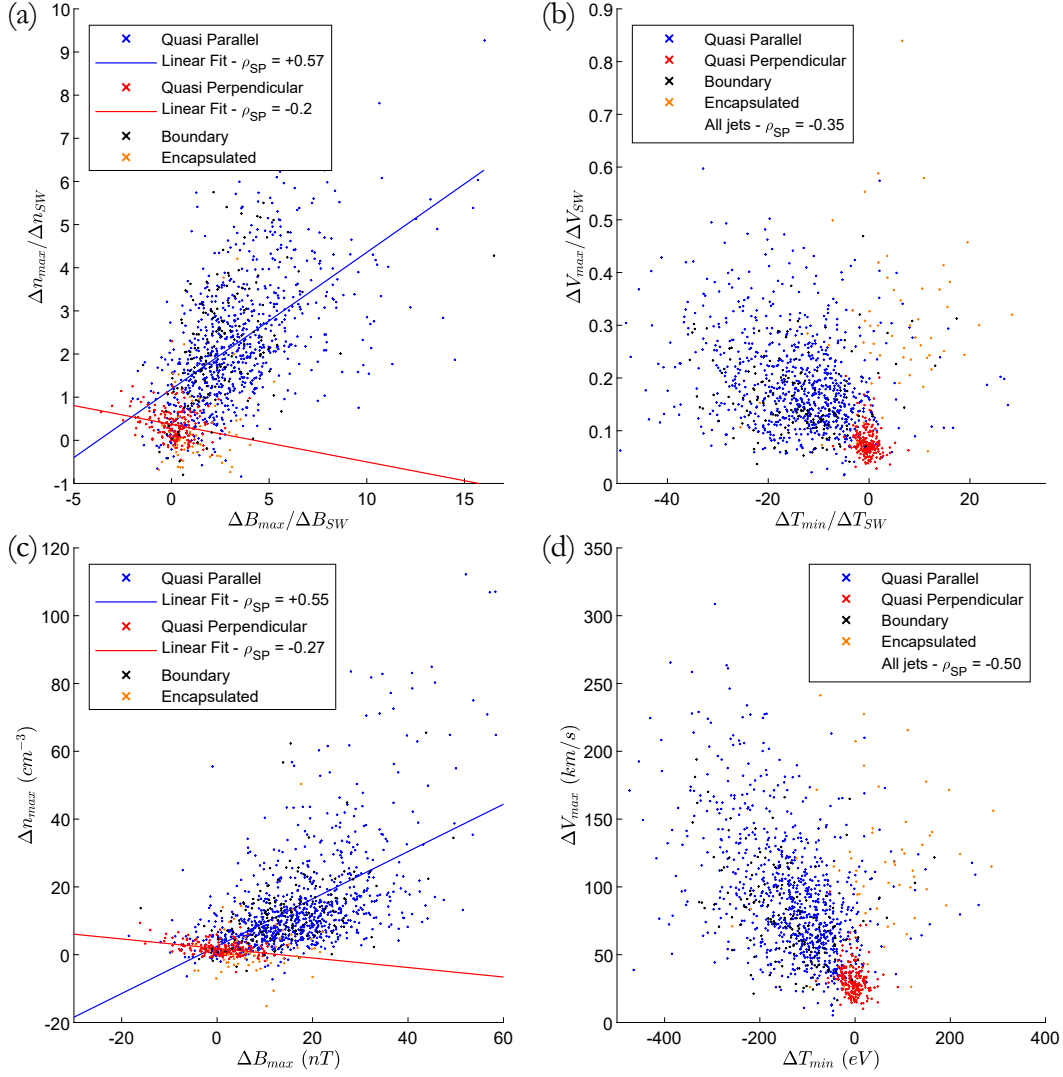 (a)
10
9
8
7
6
5
4
3
2
1
0
-1
-5
0
5
10
15
Δn_max/Δn_SW
ΔB_max/ΔB_SW
Quasi Parallel
Linear Fit - ρ_SP = +0.57
Quasi Perpendicular
Linear Fit - ρ_SP = -0.2
Boundary
Encapsulated
(b)
0.9
0.8
0.7
0.6
0.5
0.4
0.3
0.2
0.1
0
-40
-20
0
20
ΔV_max/ΔV_SW
ΔT_min/ΔT_SW
Quasi Parallel
Quasi Perpendicular
Boundary
Encapsulated
All jets - ρ_SP = -0.35
(c)
120
100
80
60
40
20
0
-20
-20
0
20
40
60
Δn_max (cm⁻³)
ΔB_max (nT)
Quasi Parallel
Linear Fit - ρ_SP = +0.55
Quasi Perpendicular
Linear Fit - ρ_SP = -0.27
Boundary
Encapsulated
(d)
350
300
250
200
150
100
50
0
-400
-200
0
200
400
ΔV_max (km/s)
ΔT_min (eV)
Quasi Parallel
Quasi Perpendicular
Boundary
Encapsulated
All jets - ρ_SP = -0.50